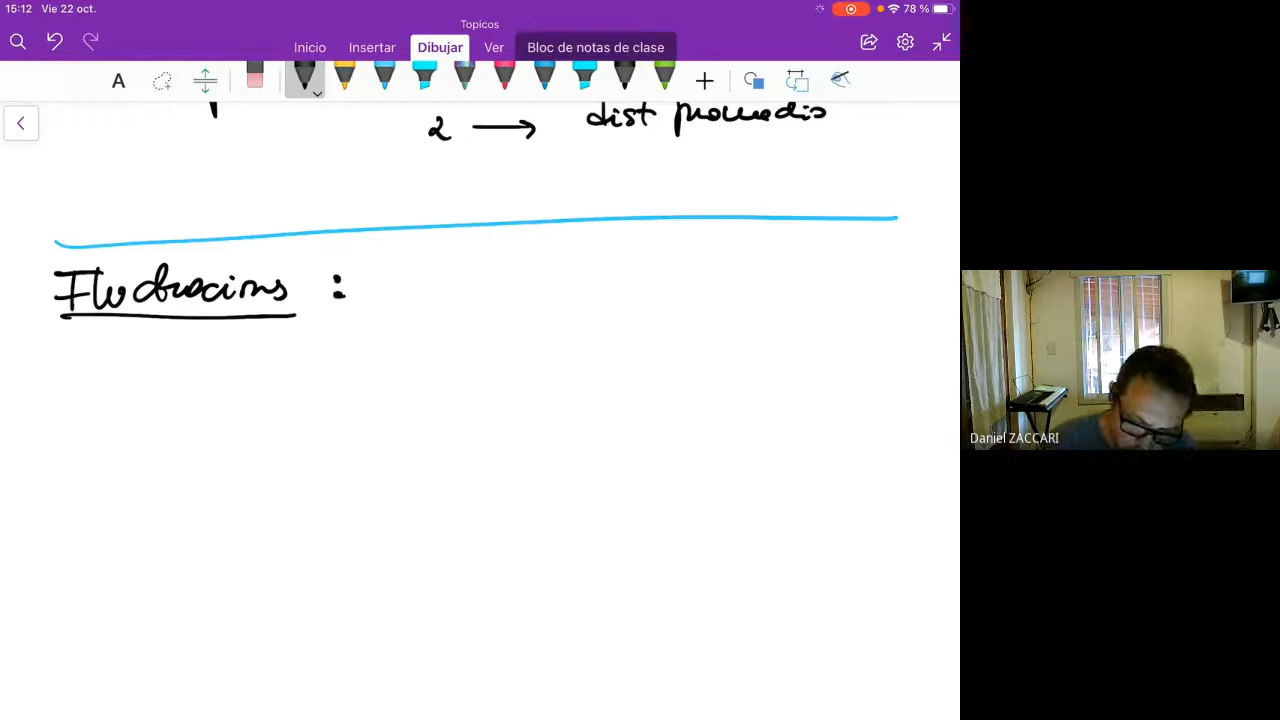 15:12 Vie 22 oct. 78 %
Topicos
Inicio Insertar Dibujar Ver Bloc de notas de clase
A
2 → dist promedio
:
Daniel ZACCARI